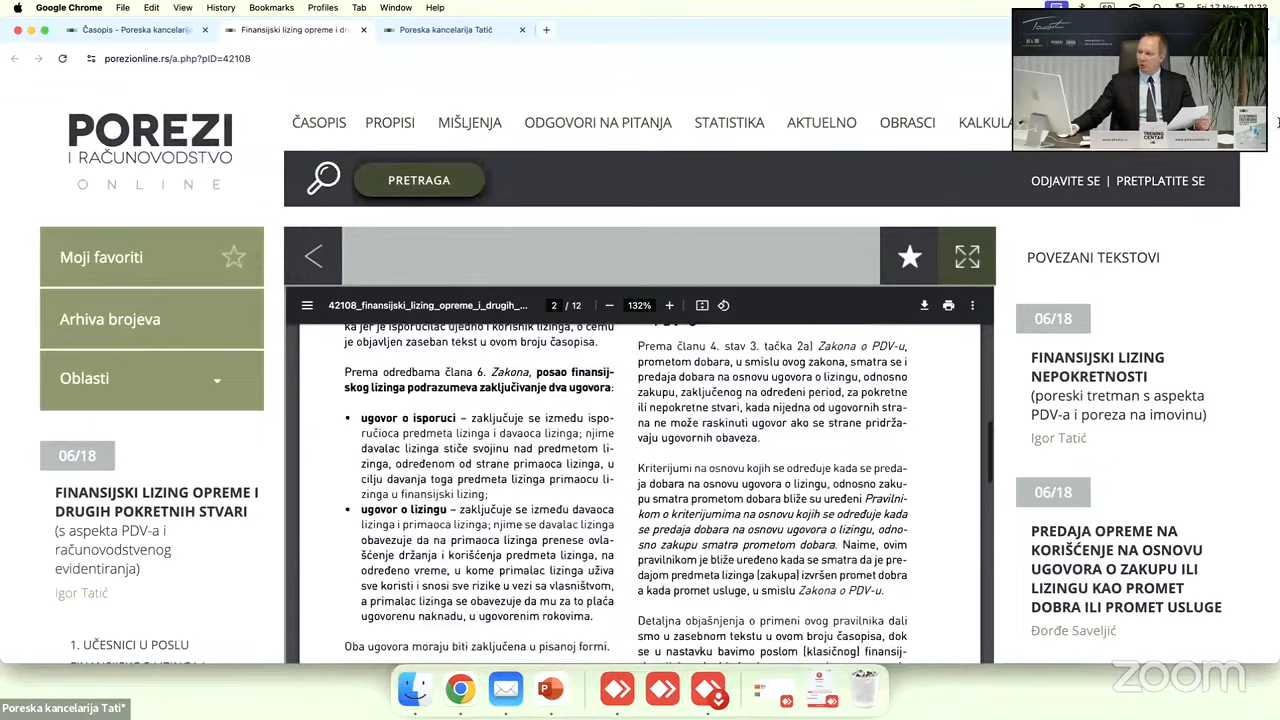 Google Chrome File Edit View History Bookmarks Profiles Tab Window Help
Fri 17 Nov 10:23
Časopis - Poreska kancelarija
Finansijski lizing opreme i dr
Poreska kancelarija Tatić
porezionline.rs/a.php?pID=42108
POREZI
I RAČUNOVODSTVO
ONLINE
ČASOPIS PROPISI MIŠLJENJA ODGOVORI NA PITANJA STATISTIKA AKTUELNO OBRASCI KALKUL
TRENING
CENTAR
PRETRAGA
ODJAVITE SE | PRETPLATITE SE
Moji favoriti
Arhiva brojeva
Oblasti
06/18
FINANSIJSKI LIZING OPREME I
DRUGIH POKRETNIH STVARI
(s aspekta PDV-a i
računovodstvenog
evidentiranja)
Igor Tatić
1. UČESNICI U POSLU
42108_finansijski_lizing_opreme_i_drugih_...
2 / 12
132%
ka jer je isporučilac ujedno i korisnik lizinga, o čemu
je objavljen zaseban tekst u ovom broju časopisa.
Prema odredbama člana 6. Zakona, posao finansij-
skog lizinga podrazumeva zaključivanje dva ugovora:
• ugovor o isporuci – zaključuje se između ispo-
ručioca predmeta lizinga i davaoca lizinga; njime
davalac lizinga stiče svojinu nad predmetom li-
zinga, određenom od strane primaoca lizinga, u
cilju davanja toga predmeta lizinga primaocu li-
zinga u finansijski lizing;
• ugovor o lizingu – zaključuje se između davaoca
lizinga i primaoca lizinga; njime se davalac lizinga
obavezuje da na primaoca lizinga prenese ovla-
šćenje držanja i korišćenja predmeta lizinga, na
određeno vreme, u kome primalac lizinga uživa
sve koristi i snosi sve rizike u vezi sa vlasništvom,
a primalac lizinga se obavezuje da mu za to plaća
ugovorenu naknadu, u ugovorenim rokovima.
Oba ugovora moraju biti zaključena u pisanoj formi.
Prema članu 4. stav 3. tačka 2a) Zakona o PDV-u,
prometom dobara, u smislu ovog zakona, smatra se i
predaja dobara na osnovu ugovora o lizingu, odnosno
zakupu, zaključenog na određeni period, za pokretne
ili nepokretne stvari, kada nijedna od ugovornih stra-
na ne može raskinuti ugovor ako se strane pridrža-
vaju ugovornih obaveza.
Kriterijumi na osnovu kojih se određuje kada se preda-
ja dobara na osnovu ugovora o lizingu, odnosno zaku-
pu smatra prometom dobara bliže su uređeni Pravilni-
kom o kriterijumima na osnovu kojih se određuje kada
se predaja dobara na osnovu ugovora o lizingu, odno-
sno zakupu smatra prometom dobara. Naime, ovim
pravilnikom je bliže uređeno kada se smatra da je pre-
dajom predmeta lizinga (zakupa) izvršen promet dobra
a kada promet usluge, u smislu Zakona o PDV-u.
Detaljna objašnjenja o primeni ovog pravilnika dali
smo u zasebnom tekstu u ovom broju časopisa, dok
se u nastavku bavimo poslom (klasičnog) finansij-
POVEZANI TEKSTOVI
06/18
FINANSIJSKI LIZING
NEPOKRETNOSTI
(poreski tretman s aspekta
PDV-a i poreza na imovinu)
Igor Tatić
06/18
PREDAJA OPREME NA
KORIŠĆENJE NA OSNOVU
UGOVORA O ZAKUPU ILI
LIZINGU KAO PROMET
DOBRA ILI PROMET USLUGE
Đorđe Saveljić
zoom
Poreska kancelarija Tati*